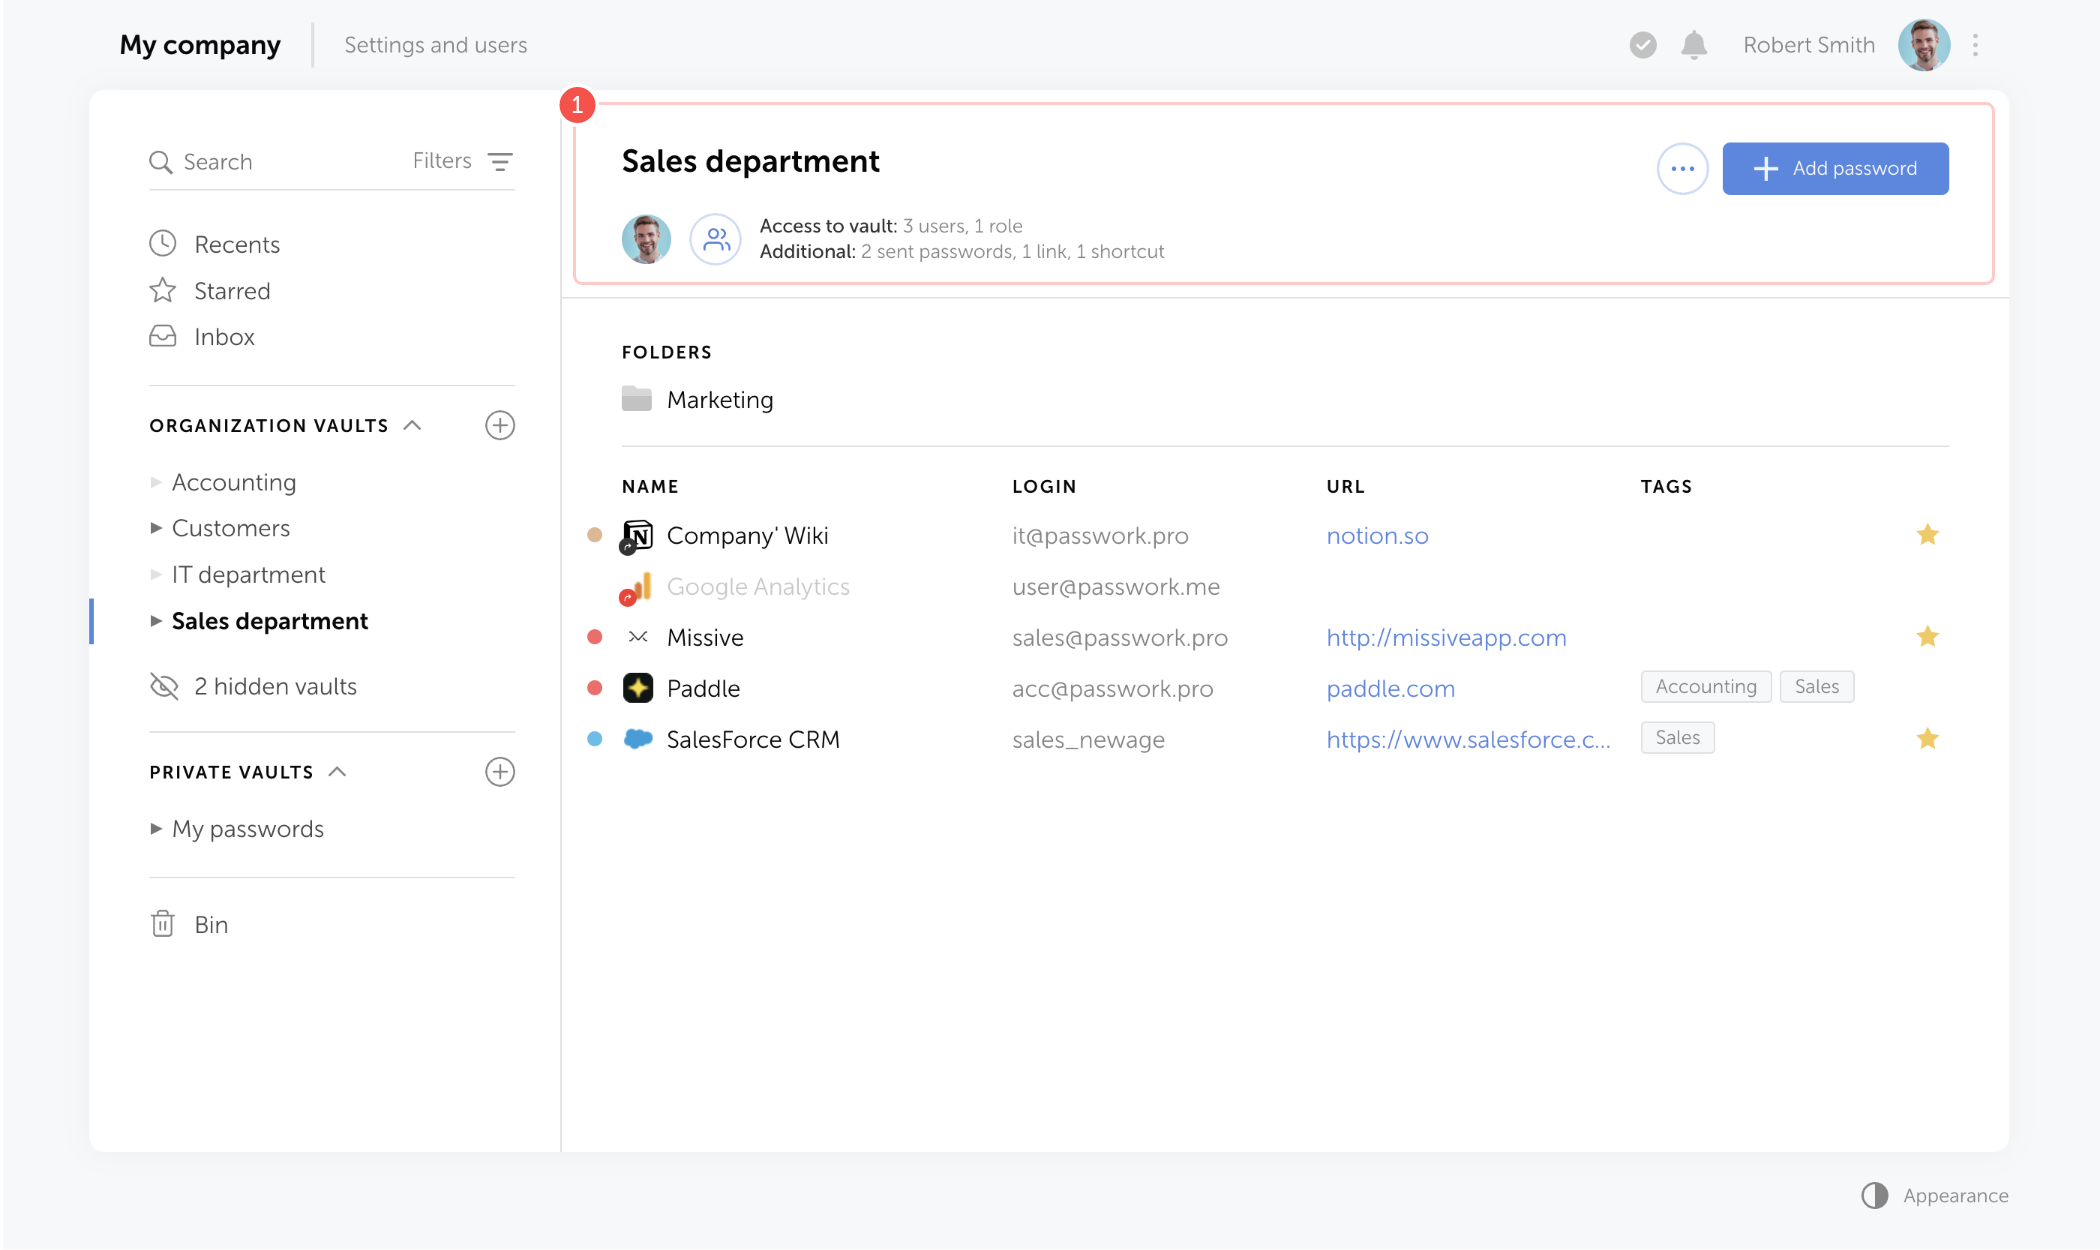 My company
Settings and users
Robert Smith
Search
Filters
Recents
Starred
Inbox
ORGANIZATION VAULTS
Accounting
Customers
IT department
Sales department
2 hidden vaults
PRIVATE VAULTS
My passwords
Bin
1
Sales department
Add password
Access to vault: 3 users, 1 role
Additional: 2 sent passwords, 1 link, 1 shortcut
FOLDERS
Marketing
NAME LOGIN URL TAGS
Company' Wiki it@passwork.pro notion.so
Google Analytics user@passwork.me
Missive sales@passwork.pro http://missiveapp.com
Paddle acc@passwork.pro paddle.com Accounting Sales
SalesForce CRM sales_newage https://www.salesforce.c... Sales
Appearance